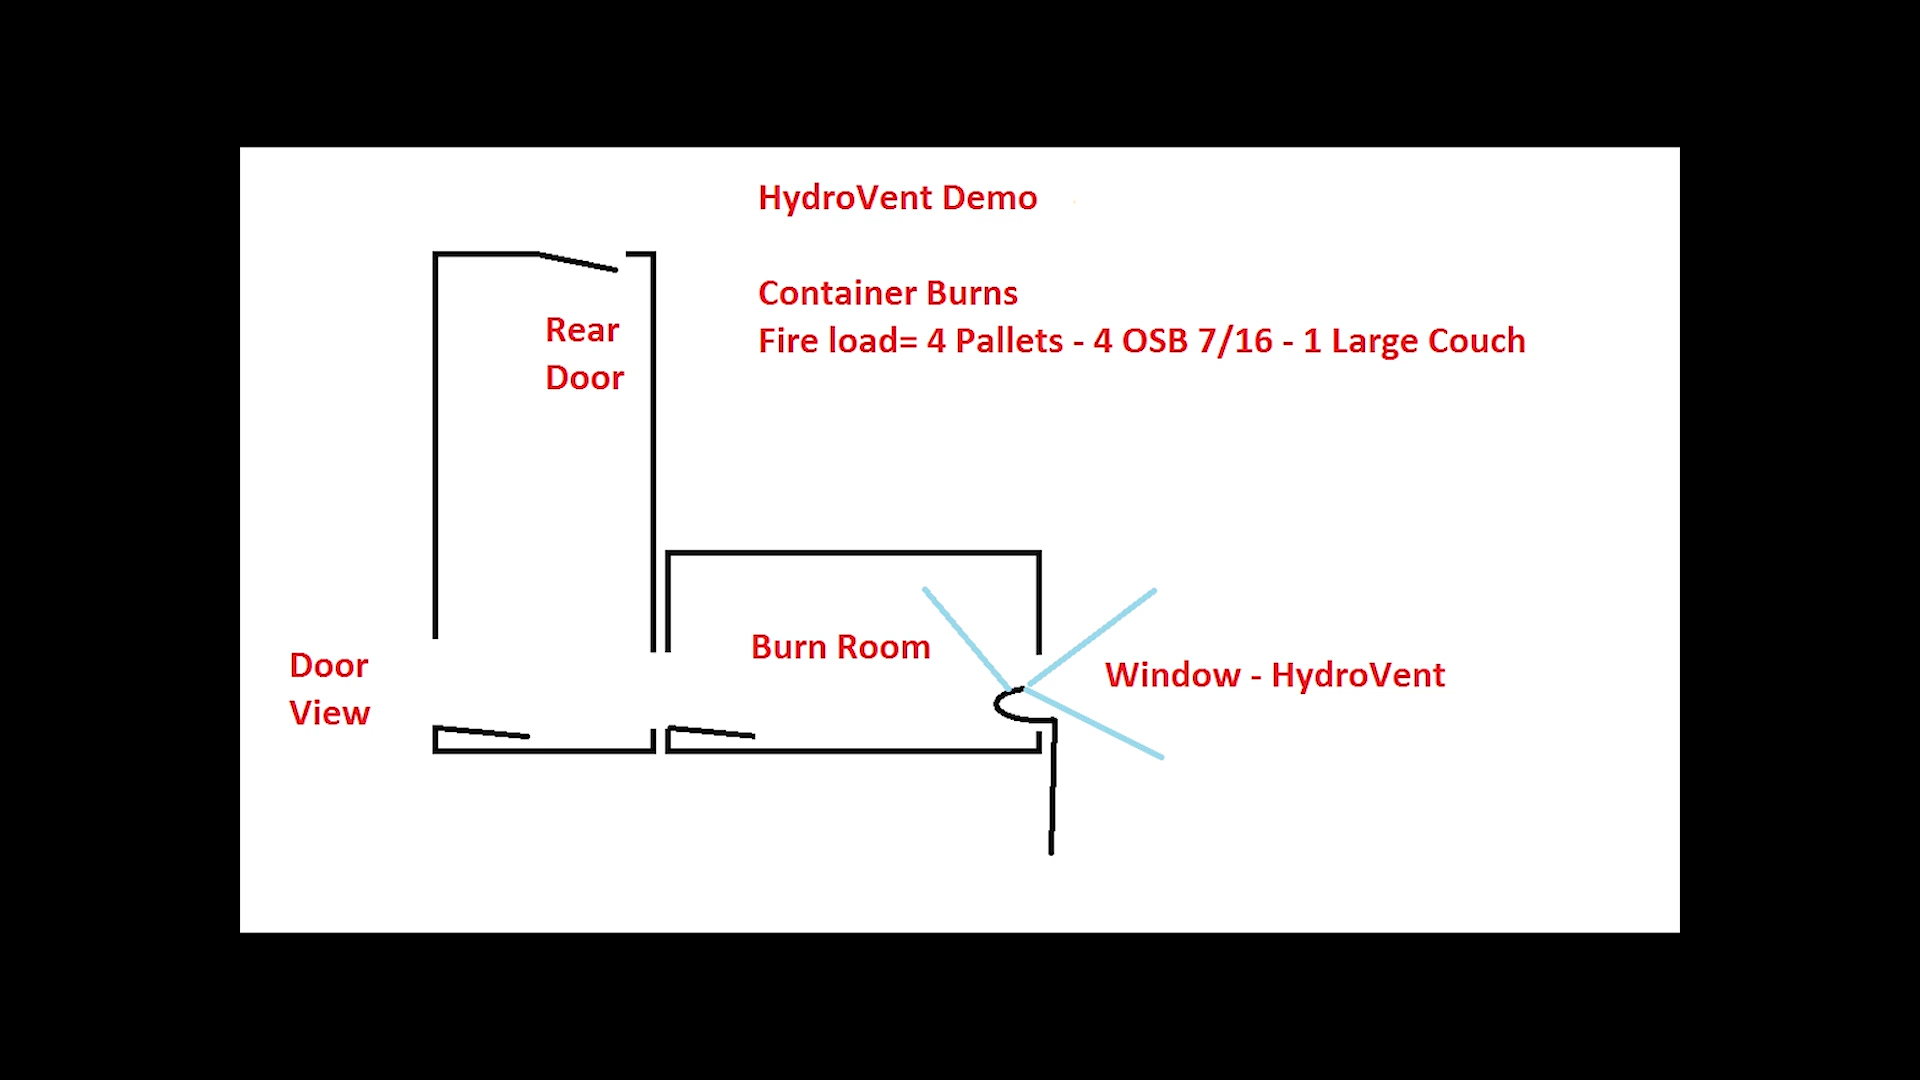 HydroVent Demo
Container Burns
Fire load= 4 Pallets - 4 OSB 7/16 - 1 Large Couch
Rear
Door
Burn Room
Door
View
Window - HydroVent